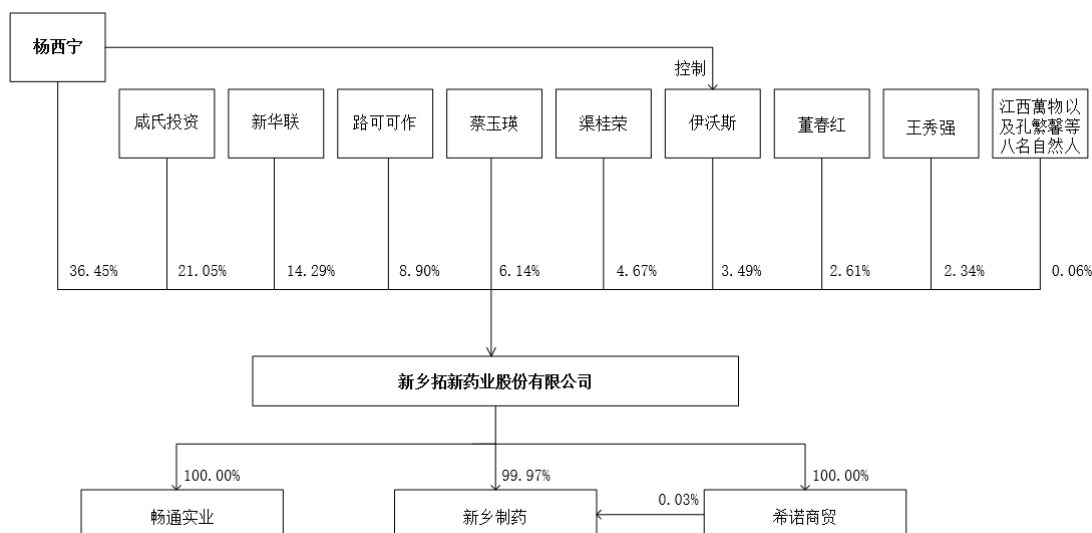 杨西宁
控制
咸氏投资
新华联
路可可作
蔡玉瑛
渠桂荣
伊沃斯
董春红
王秀强
江西萬物以
及孔繁馨等
八名自然人
36.45%
21.05%
14.29%
8.90%
6.14%
4.67%
3.49%
2.61%
2.34%
0.06%
新乡拓新药业股份有限公司
100.00%
99.97%
100.00%
0.03%
畅通实业
新乡制药
希诺商贸